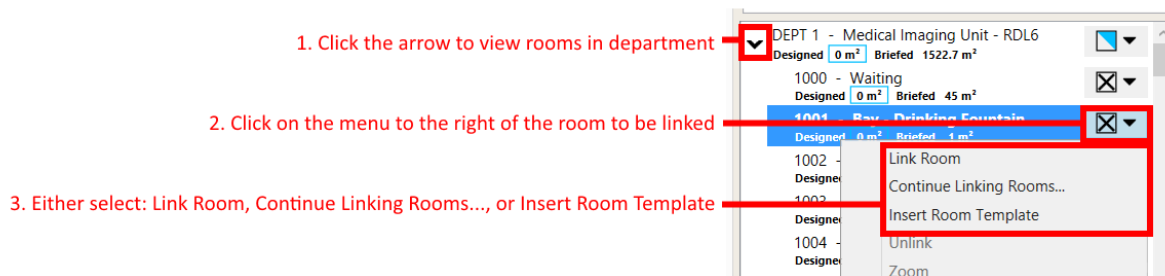 1. Click the arrow to view rooms in department
DEPT 1 - Medical Imaging Unit - RDL6
Designed 0 m² Briefed 1522.7 m²
1000 - Waiting
Designed 0 m² Briefed 45 m²
2. Click on the menu to the right of the room to be linked
1001 - Bay - Drinking Fountain
Designed 0 m² Briefed 1 m²
1002 -
Link Room
Continue Linking Rooms...
3. Either select: Link Room, Continue Linking Rooms..., or Insert Room Template
1003
Insert Room Template
1004 -
Unlink
Zoom